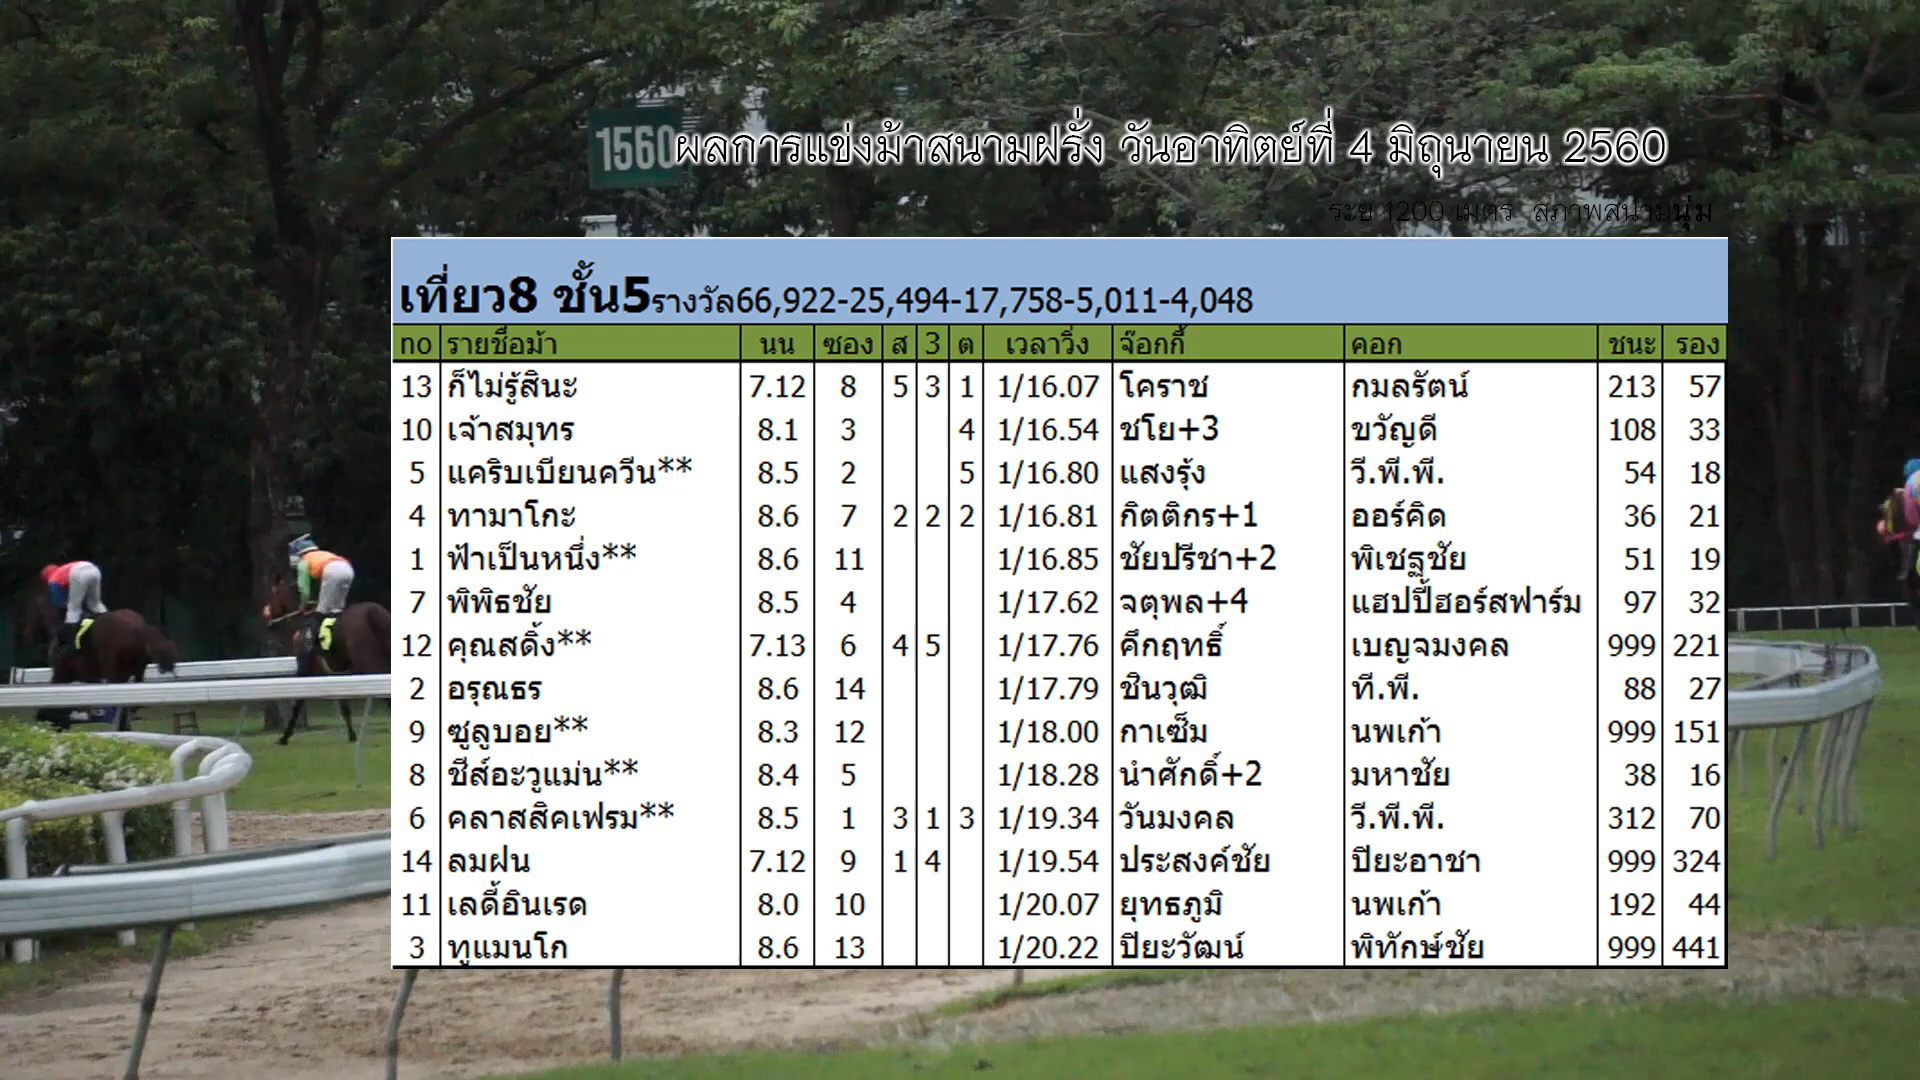 1560
ผลการแข่งม้าสนามฝรั่ง วันอาทิตย์ที่ 4 มิถุนายน 2560
ระย 1200 เมตร สภาพสนามนุ่ม
เที่ยว8 ชั้น5รางวัล66,922-25,494-17,758-5,011-4,048
no รายชื่อม้า นน ซอง ส 3 ต เวลาวิ่ง จ๊อกกี้ คอก ชนะ รอง
13 ก็ไม่รู้สินะ 7.12 8 5 3 1 1/16.07 โคราช กมลรัตน์ 213 57
10 เจ้าสมุทร 8.1 3 4 1/16.54 ชโย+3 ขวัญดี 108 33
5 แคริบเบียนควีน** 8.5 2 5 1/16.80 แสงรุ้ง วี.พี.พี. 54 18
4 ทามาโกะ 8.6 7 2 2 2 1/16.81 กิตติกร+1 ออร์คิด 36 21
1 ฟ้าเป็นหนึ่ง** 8.6 11 1/16.85 ชัยปรีชา+2 พิเชฐชัย 51 19
7 พิพิธชัย 8.5 4 1/17.62 จตุพล+4 แฮปปี้ฮอร์สฟาร์ม 97 32
12 คุณสดิ้ง** 7.13 6 4 5 1/17.76 คึกฤทธิ์ เบญจมงคล 999 221
2 อรุณธร 8.6 14 1/17.79 ชินวุฒิ ที.พี. 88 27
9 ซูลูบอย** 8.3 12 1/18.00 กาเซ็ม นพเก้า 999 151
8 ชีส์อะวูแม่น** 8.4 5 1/18.28 นำศักดิ์+2 มหาชัย 38 16
6 คลาสสิคเฟรม** 8.5 1 3 1 3 1/19.34 วันมงคล วี.พี.พี. 312 70
14 ลมฝน 7.12 9 1 4 1/19.54 ประสงค์ชัย ปิยะอาชา 999 324
11 เลดี้อินเรด 8.0 10 1/20.07 ยุทธภูมิ นพเก้า 192 44
3 ทูแมนโก 8.6 13 1/20.22 ปิยะวัฒน์ พิทักษ์ชัย 999 441